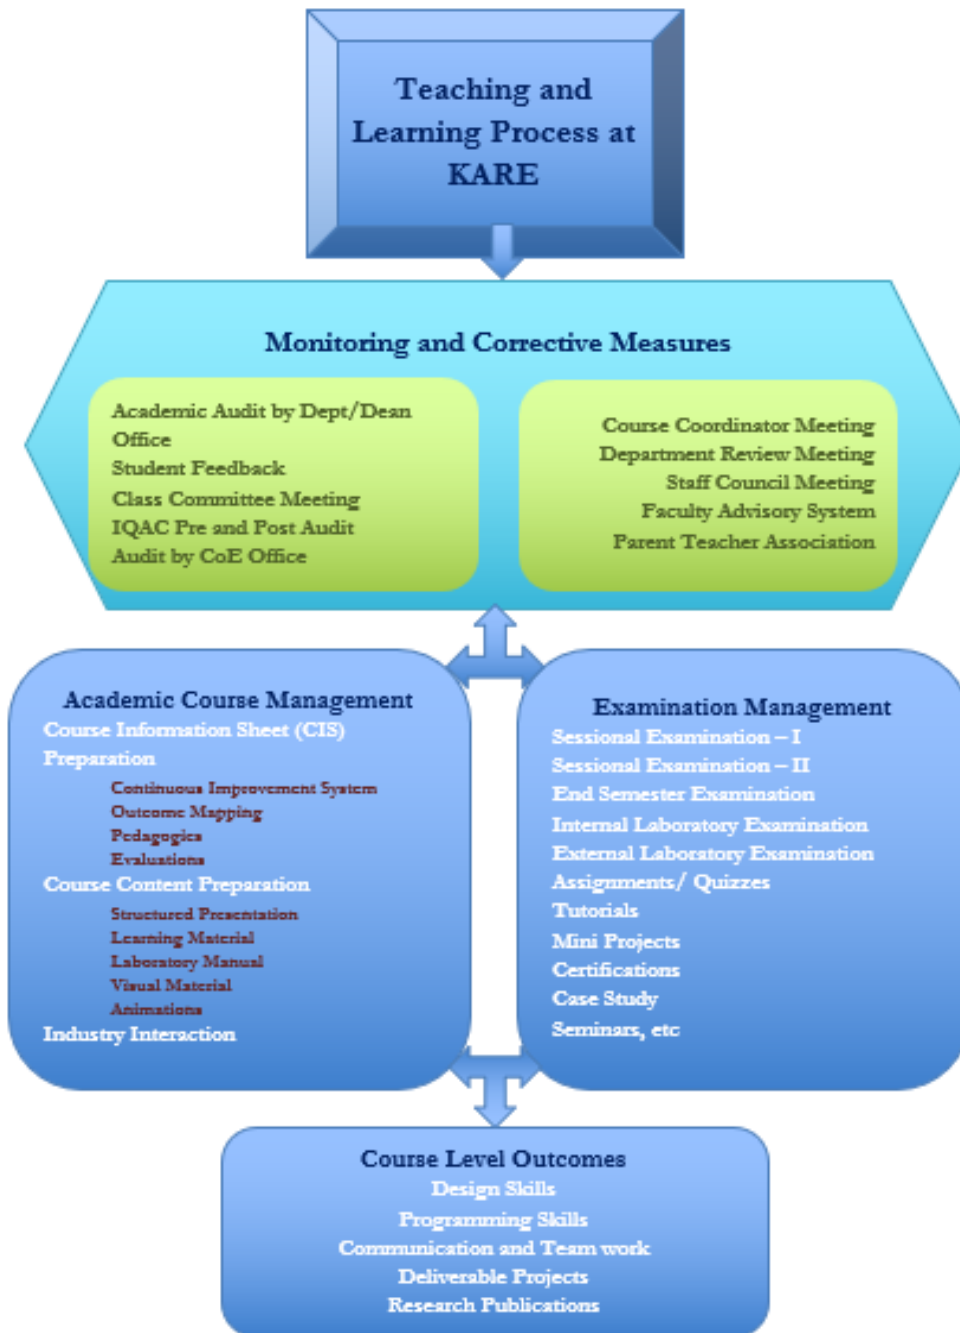 Teaching and
Learning Process at
KARE
Monitoring and Corrective Measures
Academic Audit by Dept/Dean
Office
Student Feedback
Class Committee Meeting
IQAC Pre and Post Audit
Audit by CoE Office
Course Coordinator Meeting
Department Review Meeting
Staff Council Meeting
Faculty Advisory System
Parent Teacher Association
Academic Course Management
Course Information Sheet (CIS)
Preparation
Continuous Improvement System
Outcome Mapping
Pedagogics
Evaluations
Course Content Preparation
Structured Presentation
Learning Material
Laboratory Manual
Visual Material
Animations
Industry Interaction
Examination Management
Sessional Examination – I
Sessional Examination – II
End Semester Examination
Internal Laboratory Examination
External Laboratory Examination
Assignments/ Quizzes
Tutorials
Mini Projects
Certifications
Case Study
Seminars, etc
Course Level Outcomes
Design Skills
Programming Skills
Communication and Team work
Deliverable Projects
Research Publications